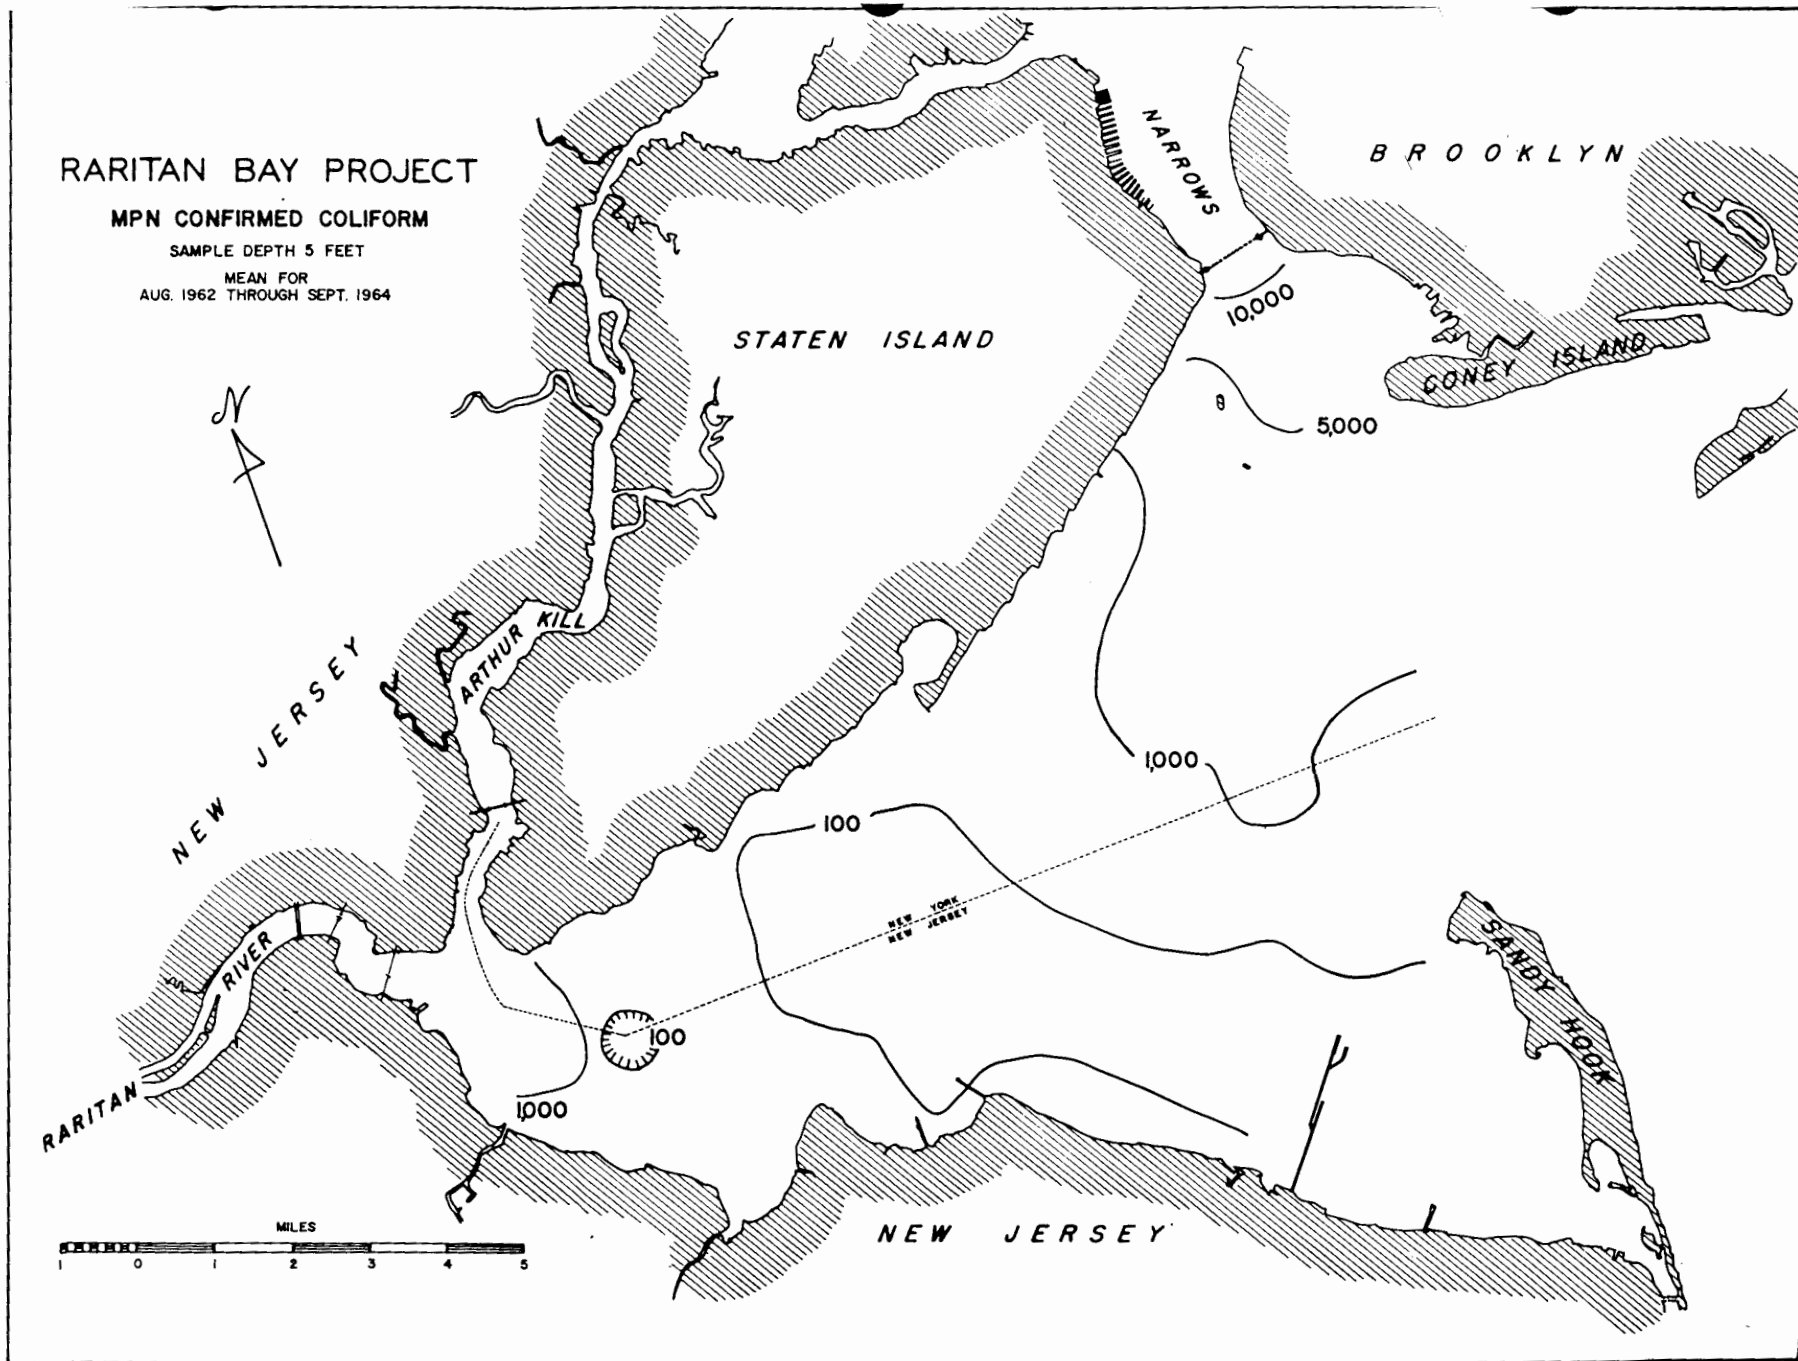 RARITAN BAY PROJECT
MPN CONFIRMED COLIFORM
SAMPLE DEPTH 5 FEET
MEAN FOR
AUG. 1962 THROUGH SEPT. 1964
NARROWS
BROOKLYN
10,000
STATEN ISLAND
CONEY ISLAND
N
5,000
ARTHUR KILL
NEW JERSEY
1,000
100
NEW YORK
NEW JERSEY
SANDY HOOK
RARITAN RIVER
100
1,000
NEW JERSEY
MILES
1 0 1 2 3 4 5